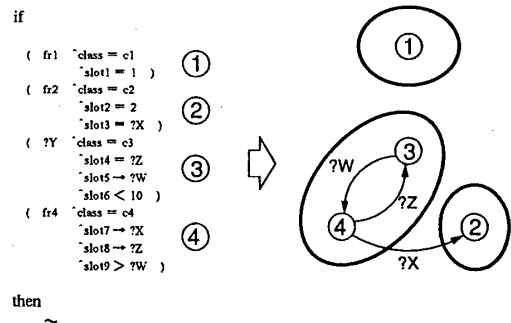 if
( fr1 ^class = c1
^slot1 = 1 )
1
( fr2 ^class = c2
^slot2 = 2
^slot3 = ?X )
2
( ?Y ^class = c3
^slot4 = ?Z
^slot5 → ?W
^slot6 < 10 )
3
( fr4 ^class = c4
^slot7 → ?X
^slot8 → ?Z
^slot9 > ?W )
4
then
1
3
?W
?Z
4
2
?X